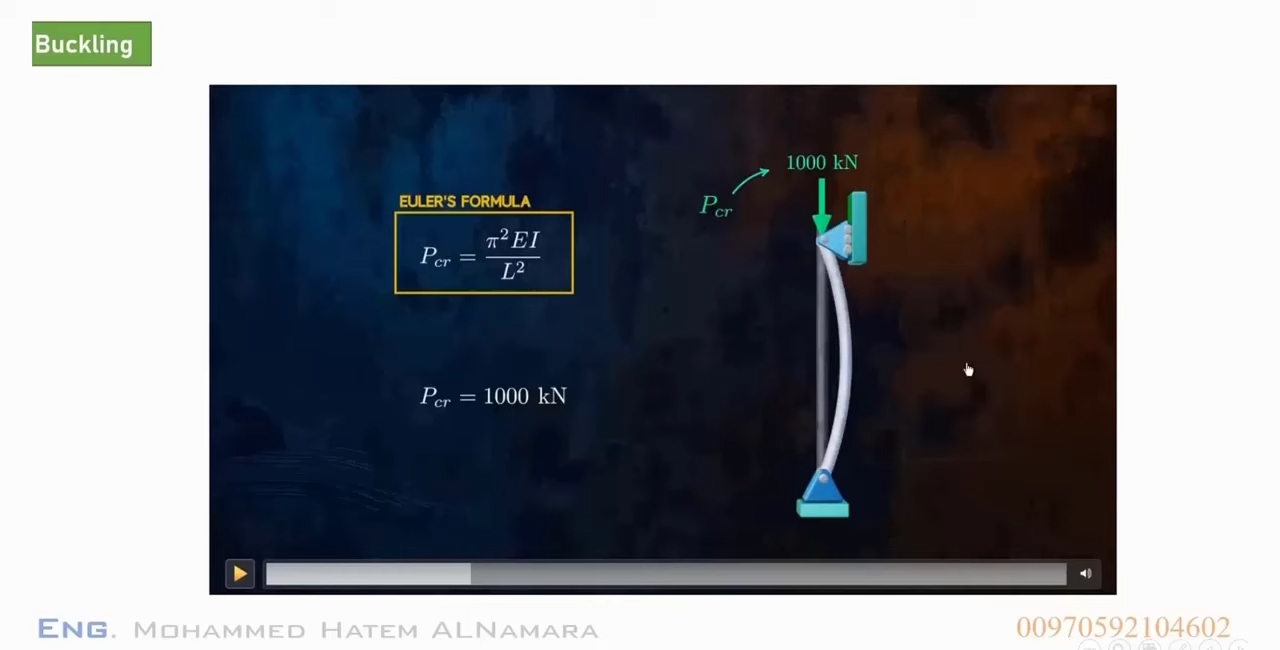 Buckling
1000 kN
P_cr
EULER'S FORMULA
P_cr = π²EI / L²
P_cr = 1000 kN
ENG. MOHAMMED HATEM ALNAMARA
00970592104602